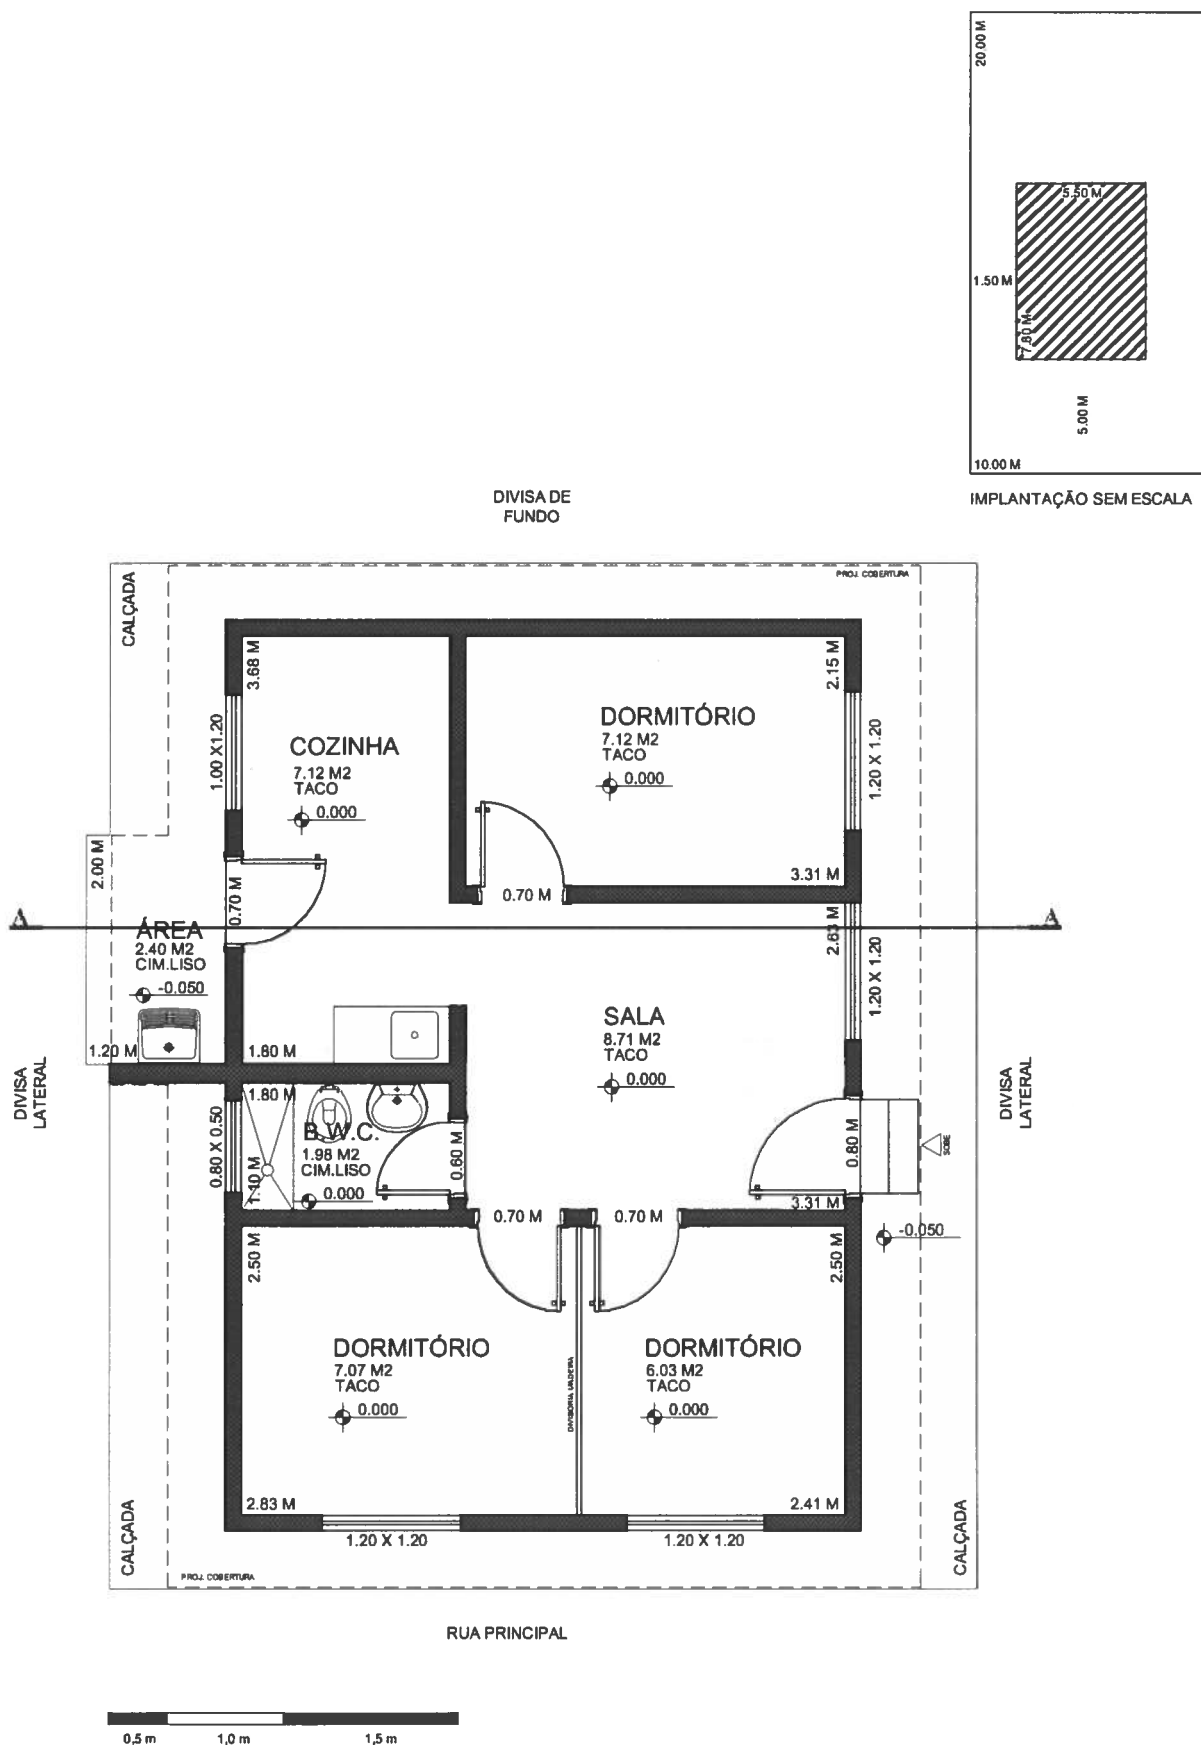 20.00 M
5.50 M
1.50 M
7.80 M
5.00 M
10.00 M
IMPLANTAÇÃO SEM ESCALA
DIVISA DE
FUNDO
CALÇADA
PROJ. COBERTURA
3.68 M
2.15 M
1.00 X1.20
COZINHA
7.12 M2
TACO
0.000
DORMITÓRIO
7.12 M2
TACO
0.000
1.20 X 1.20
3.31 M
2.00 M
0.70 M
0.70 M
A
A
ÁREA
2.40 M2
CIM.LISO
-0.050
1.20 M
2.63 M
1.20 X 1.20
SALA
8.71 M2
TACO
0.000
1.80 M
DIVISA
LATERAL
DIVISA
LATERAL
1.80 M
0.80 X 0.50
B.W.C.
1.98 M2
CIM.LISO
0.000
1.10 M
0.60 M
0.80 M
SOBE
3.31 M
0.70 M
0.70 M
-0.050
2.50 M
2.50 M
DORMITÓRIO
7.07 M2
TACO
0.000
DIVISÓRIA MADEIRA
DORMITÓRIO
6.03 M2
TACO
0.000
2.83 M
2.41 M
1.20 X 1.20
1.20 X 1.20
CALÇADA
CALÇADA
PROJ. COBERTURA
RUA PRINCIPAL
0,5 m
1,0 m
1,5 m